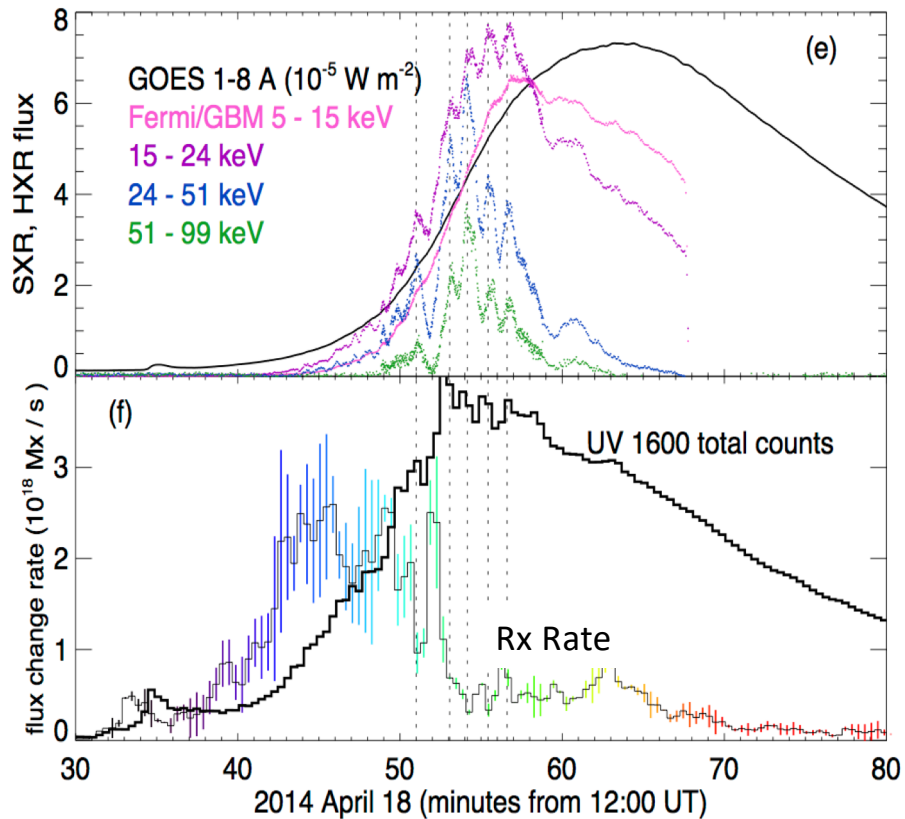 8
(e)
GOES 1-8 A (10⁻⁵ W m⁻²)
Fermi/GBM 5 - 15 keV
6
15 - 24 keV
24 - 51 keV
4
51 - 99 keV
2
0
SXR, HXR flux
(f)
UV 1600 total counts
3
2
1
Rx Rate
0
flux change rate (10¹⁸ Mx / s)
30 40 50 60 70 80
2014 April 18 (minutes from 12:00 UT)